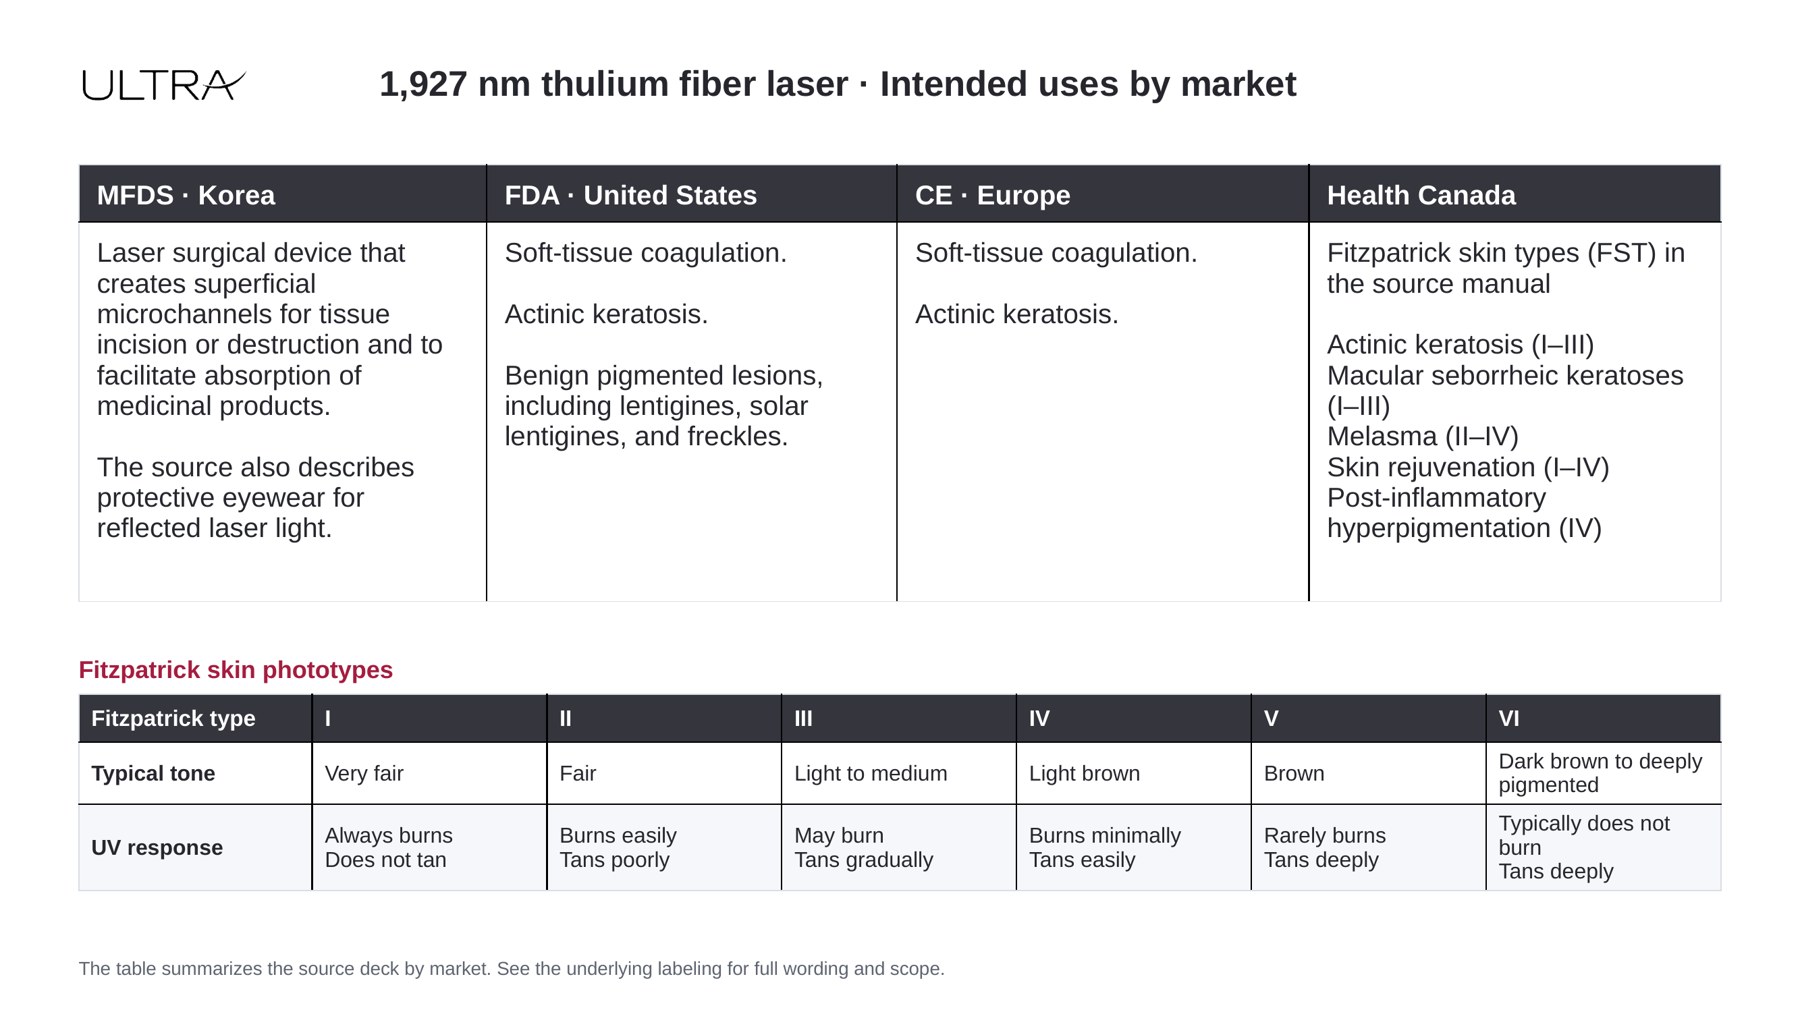 ULTRA
1,927 nm thulium fiber laser · Intended uses by market
MFDS · Korea
Laser surgical device that
creates superficial
microchannels for tissue
incision or destruction and to
facilitate absorption of
medicinal products.
The source also describes
protective eyewear for
reflected laser light.
FDA · United States
Soft-tissue coagulation.
Actinic keratosis.
Benign pigmented lesions,
including lentigines, solar
lentigines, and freckles.
CE · Europe
Soft-tissue coagulation.
Actinic keratosis.
Health Canada
Fitzpatrick skin types (FST) in
the source manual
Actinic keratosis (I–III)
Macular seborrheic keratoses
(I–III)
Melasma (II–IV)
Skin rejuvenation (I–IV)
Post-inflammatory
hyperpigmentation (IV)
Fitzpatrick skin phototypes
Fitzpatrick type
I
II
III
IV
V
VI
Typical tone
Very fair
Fair
Light to medium
Light brown
Brown
Dark brown to deeply
pigmented
UV response
Always burns
Does not tan
Burns easily
Tans poorly
May burn
Tans gradually
Burns minimally
Tans easily
Rarely burns
Tans deeply
Typically does not
burn
Tans deeply
The table summarizes the source deck by market. See the underlying labeling for full wording and scope.